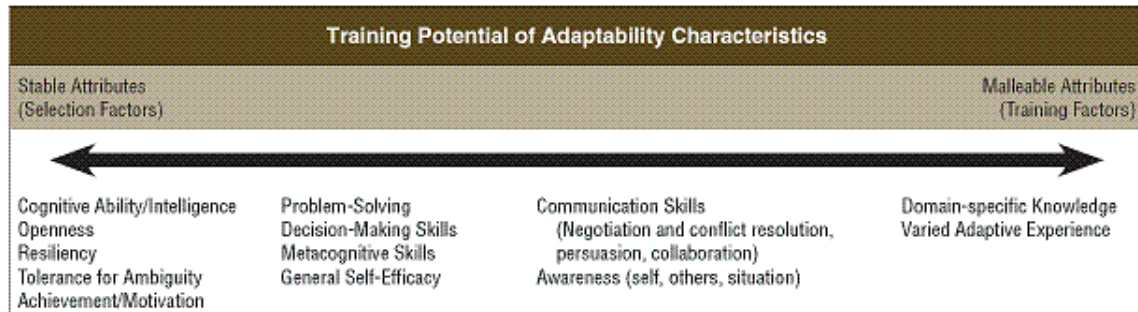 Training Potential of Adaptability Characteristics
Stable Attributes
(Selection Factors)
Malleable Attributes
(Training Factors)
Cognitive Ability/Intelligence
Openness
Resiliency
Tolerance for Ambiguity
Achievement/Motivation
Problem-Solving
Decision-Making Skills
Metacognitive Skills
General Self-Efficacy
Communication Skills
(Negotiation and conflict resolution,
persuasion, collaboration)
Awareness (self, others, situation)
Domain-specific Knowledge
Varied Adaptive Experience